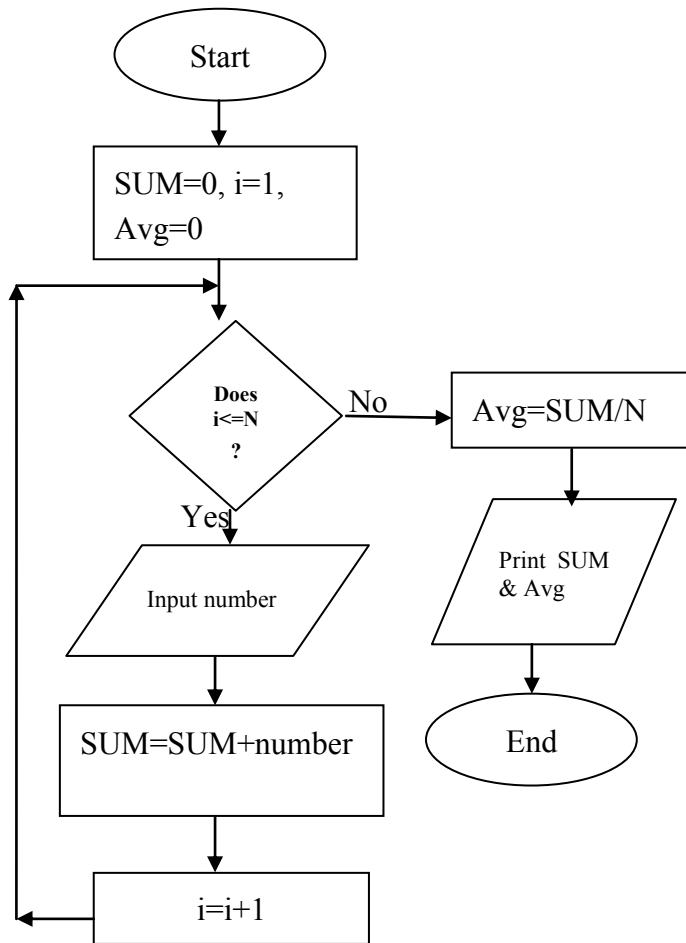 Start
SUM=0, i=1,
Avg=0
Does
i<=N
?
No
Avg=SUM/N
Yes
Print SUM
& Avg
Input number
SUM=SUM+number
End
i=i+1